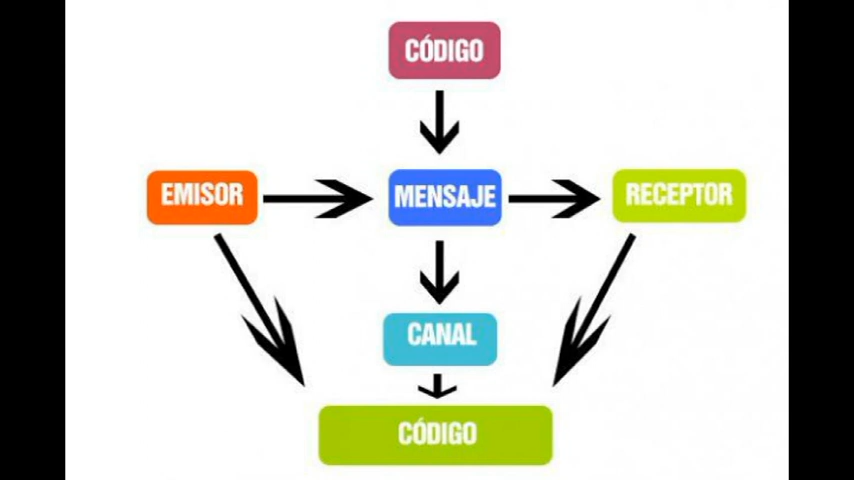 CÓDIGO
EMISOR
MENSAJE
RECEPTOR
CANAL
CÓDIGO